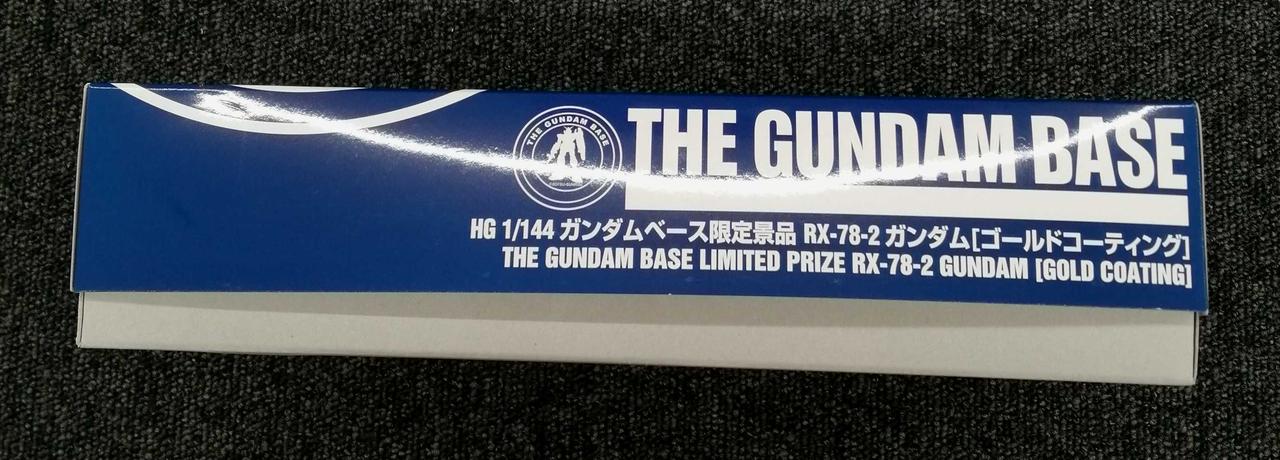 THE GUNDAM BASE
THE GUNDAM BASE
HG 1/144 ガンダムベース限定景品 RX-78-2 ガンダム[ゴールドコーティング]
THE GUNDAM BASE LIMITED PRIZE RX-78-2 GUNDAM [GOLD COATING]